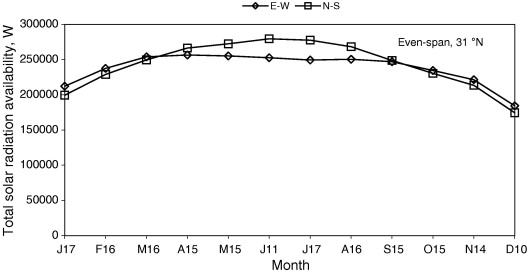 E-W N-S
Total solar radiation availability, W
300000
250000
200000
150000
100000
50000
0
Even-span, 31 °N
J17 F16 M16 A15 M15 J11 J17 A16 S15 O15 N14 D10
Month